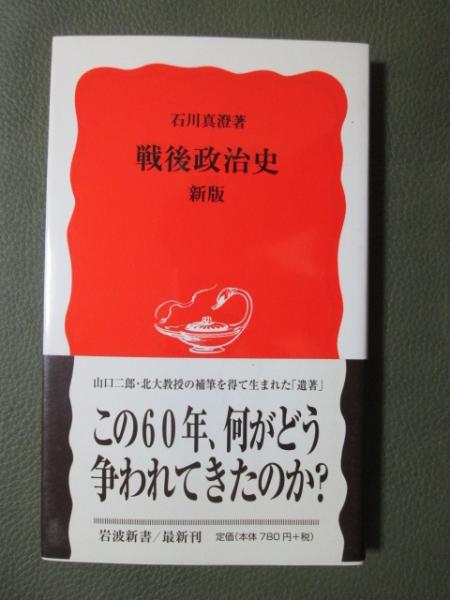 石川真澄著
戦後政治史
新版
山口二郎・北大教授の補筆を得て生まれた「遺著」
この60年、何がどう
争われてきたのか?
岩波新書/最新刊 定価(本体780円+税)